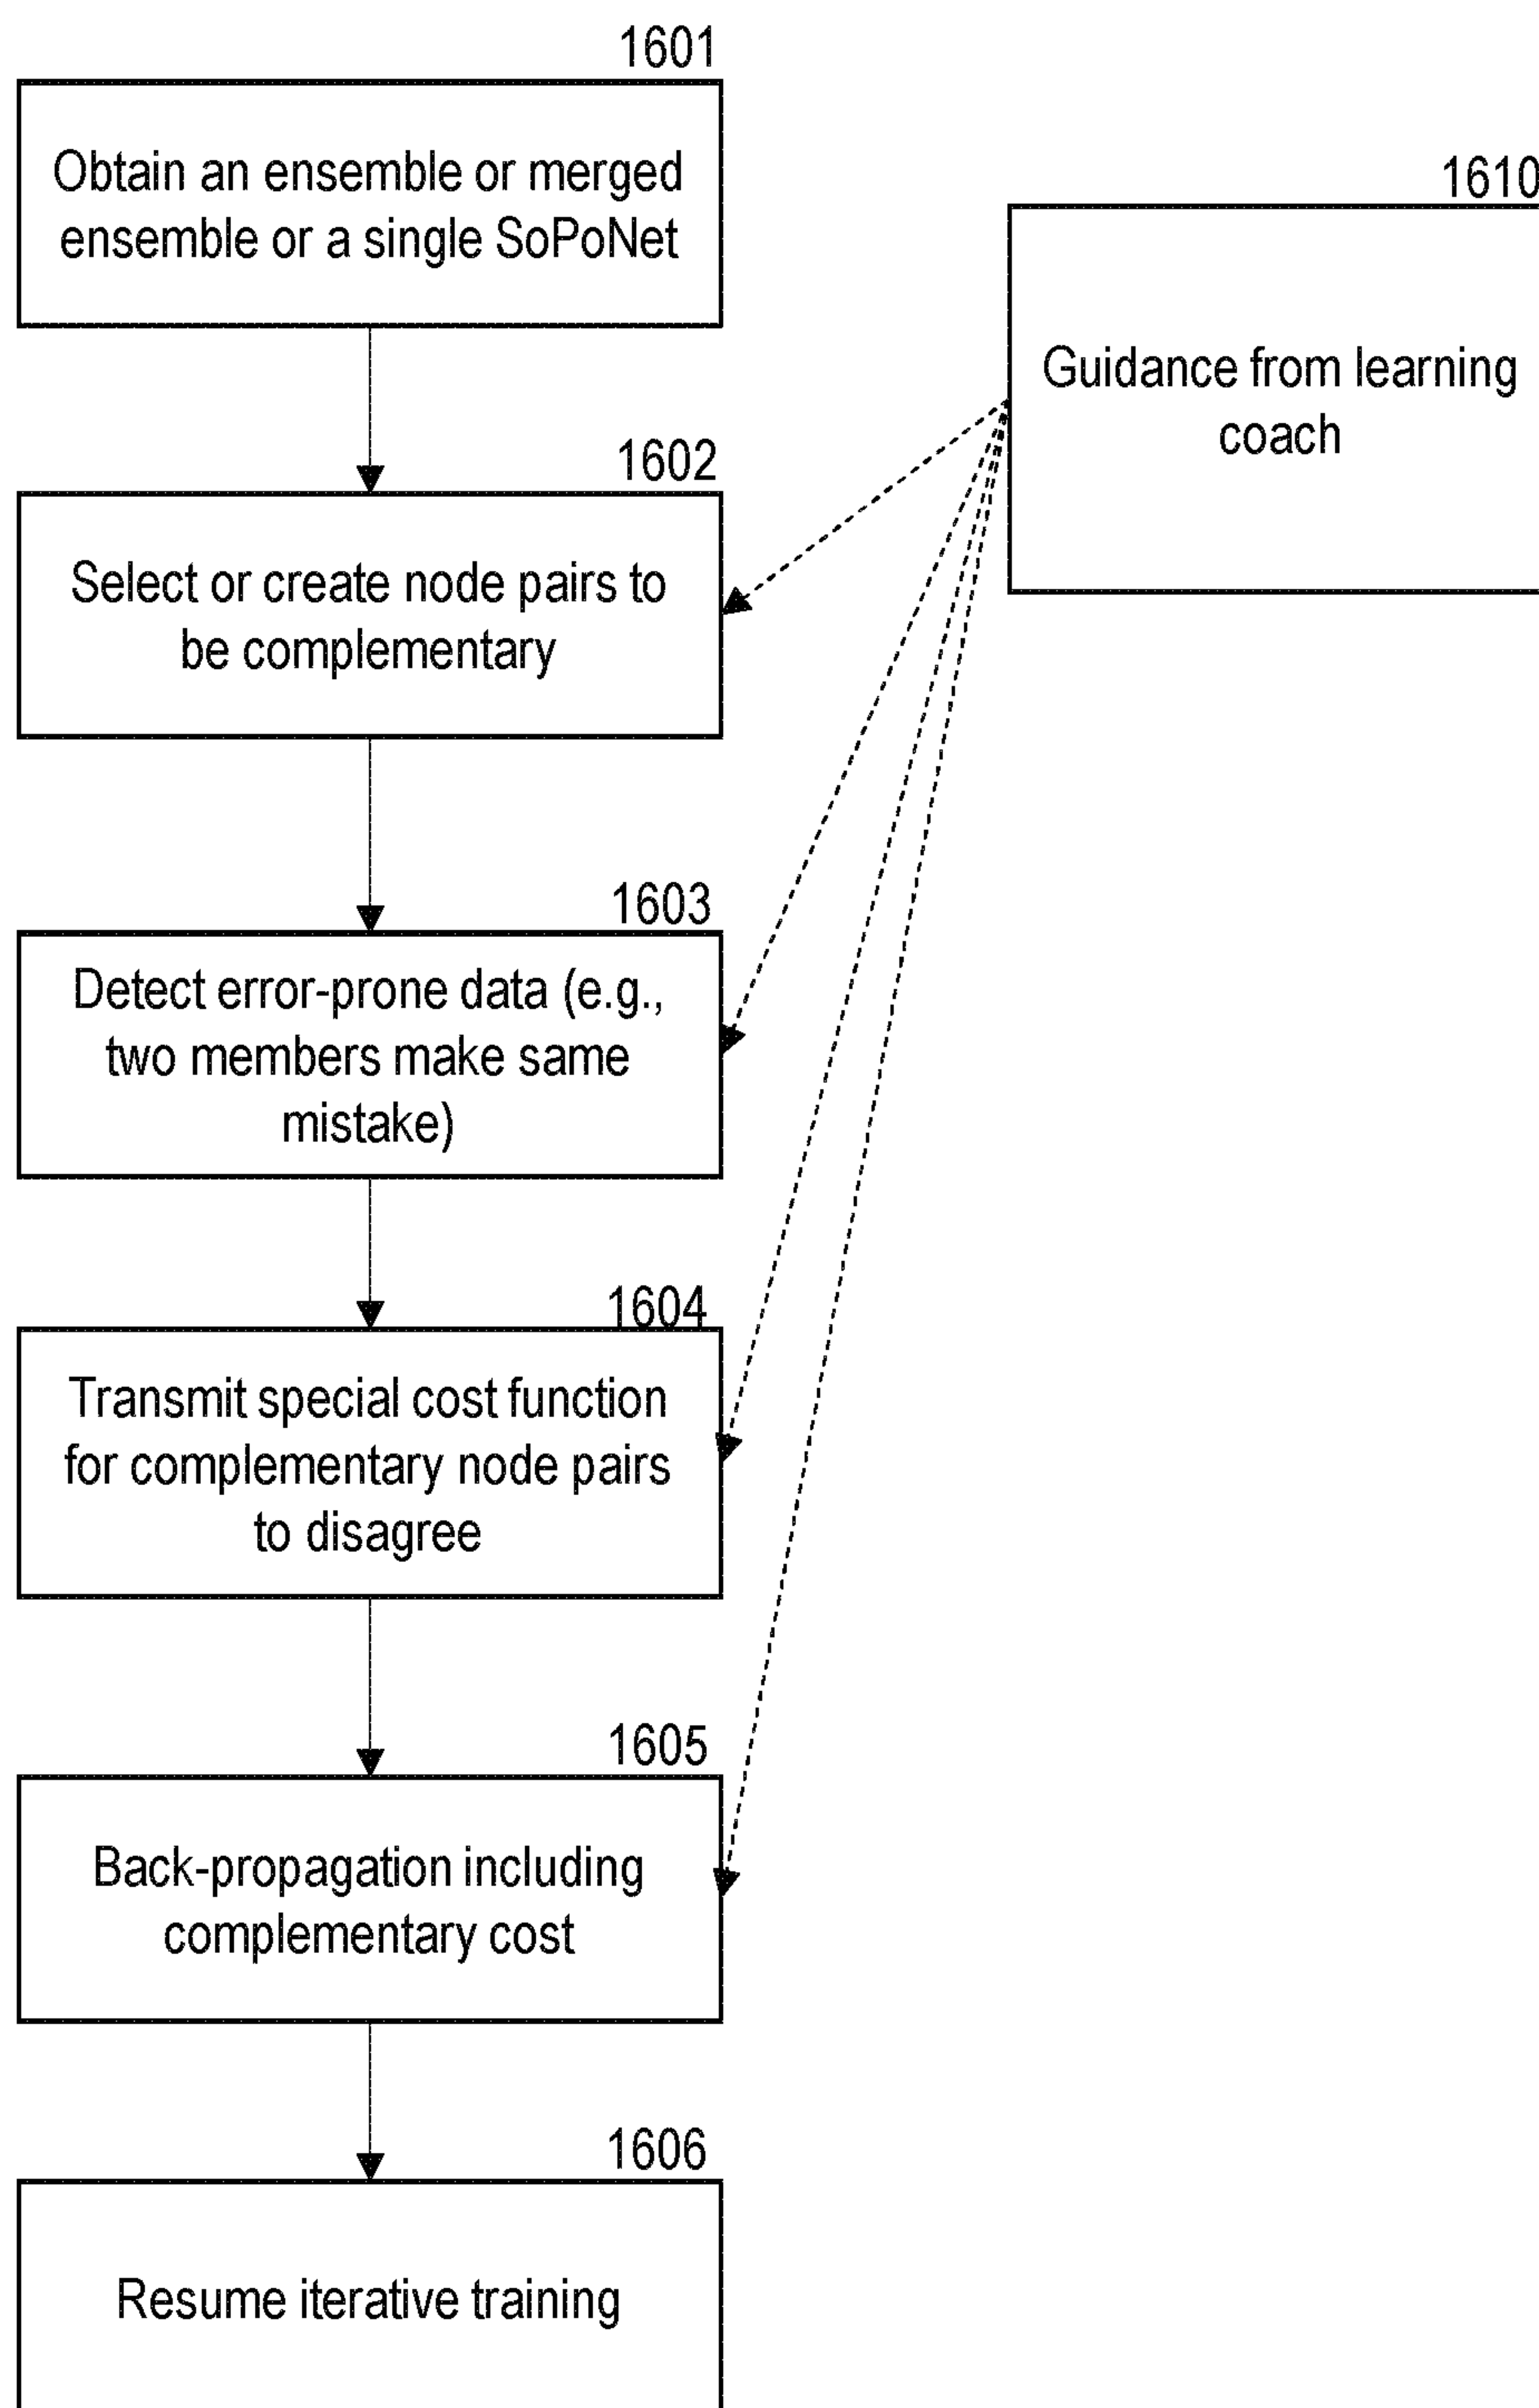 1601
Obtain an ensemble or merged
ensemble or a single SoPoNet
1610
Guidance from learning
coach
1602
Select or create node pairs to
be complementary
1603
Detect error-prone data (e.g.,
two members make same
mistake)
1604
Transmit special cost function
for complementary node pairs
to disagree
1605
Back-propagation including
complementary cost
1606
Resume iterative training